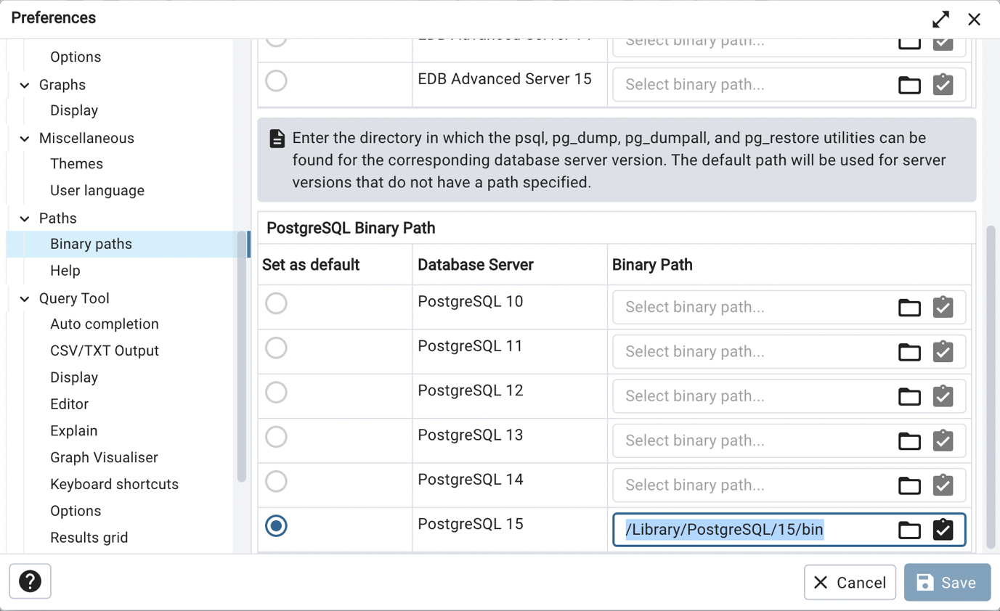 Preferences
Options
Graphs
Display
Miscellaneous
Themes
User language
Paths
Binary paths
Help
Query Tool
Auto completion
CSV/TXT Output
Display
Editor
Explain
Graph Visualiser
Keyboard shortcuts
Options
Results grid
Select binary path...
EDB Advanced Server 15
Select binary path...
Enter the directory in which the psql, pg_dump, pg_dumpall, and pg_restore utilities can be
found for the corresponding database server version. The default path will be used for server
versions that do not have a path specified.
PostgreSQL Binary Path
Set as default
Database Server
Binary Path
PostgreSQL 10
Select binary path...
PostgreSQL 11
Select binary path...
PostgreSQL 12
Select binary path...
PostgreSQL 13
Select binary path...
PostgreSQL 14
Select binary path...
PostgreSQL 15
/Library/PostgreSQL/15/bin
Cancel
Save